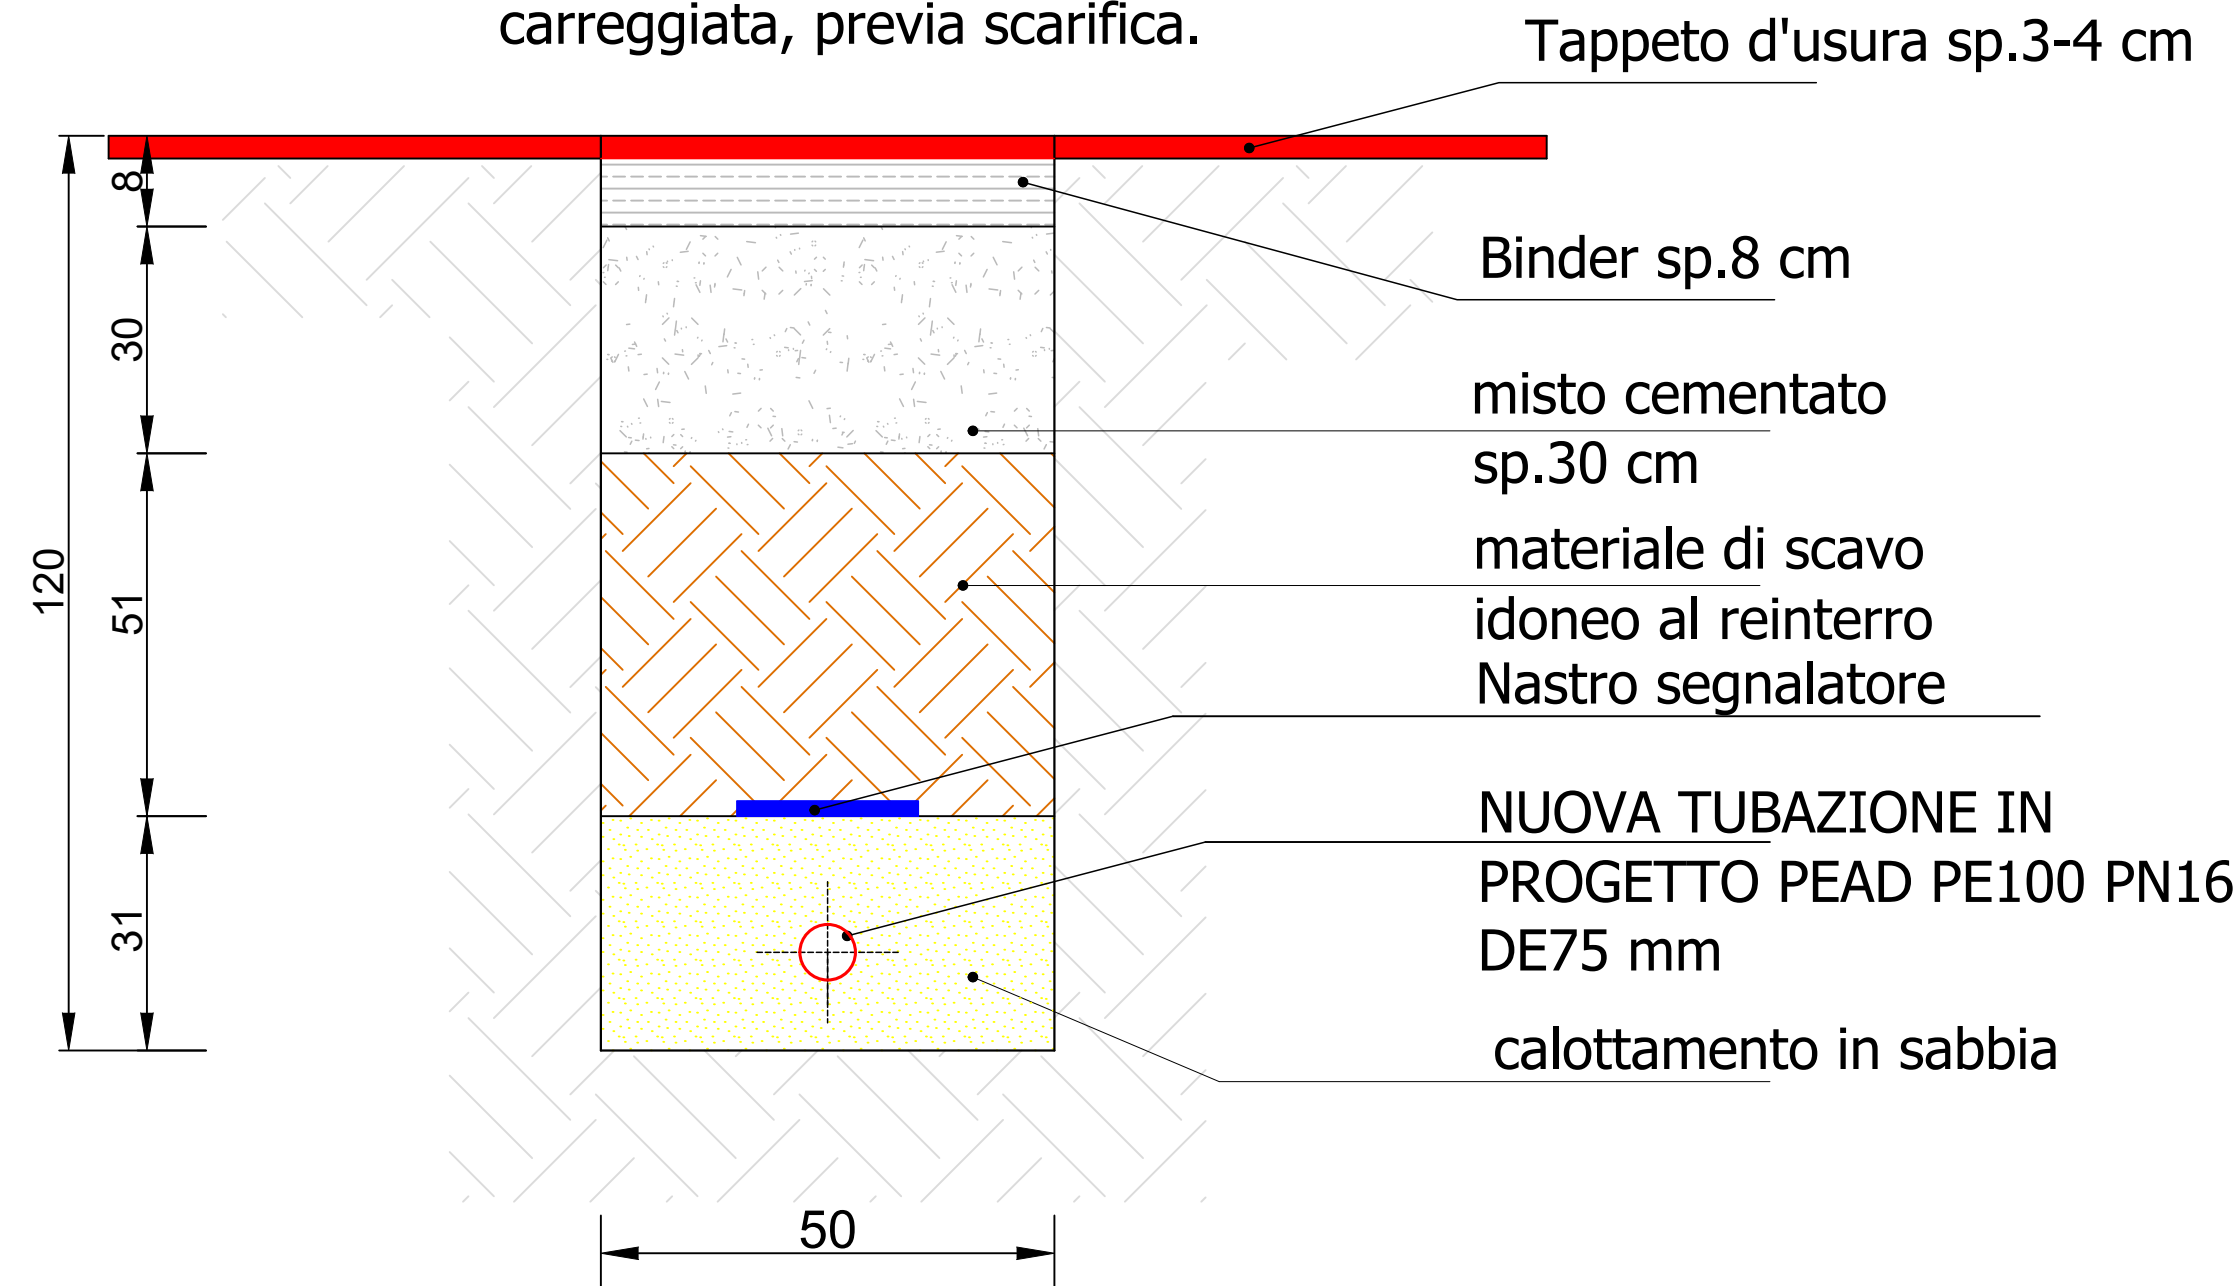 carreggiata, previa scarifica.
Tappeto d'usura sp.3-4 cm
8
Binder sp.8 cm
30
misto cementato
sp.30 cm
120
51
materiale di scavo
idoneo al reinterro
Nastro segnalatore
NUOVA TUBAZIONE IN
PROGETTO PEAD PE100 PN16
DE75 mm
31
calottamento in sabbia
50